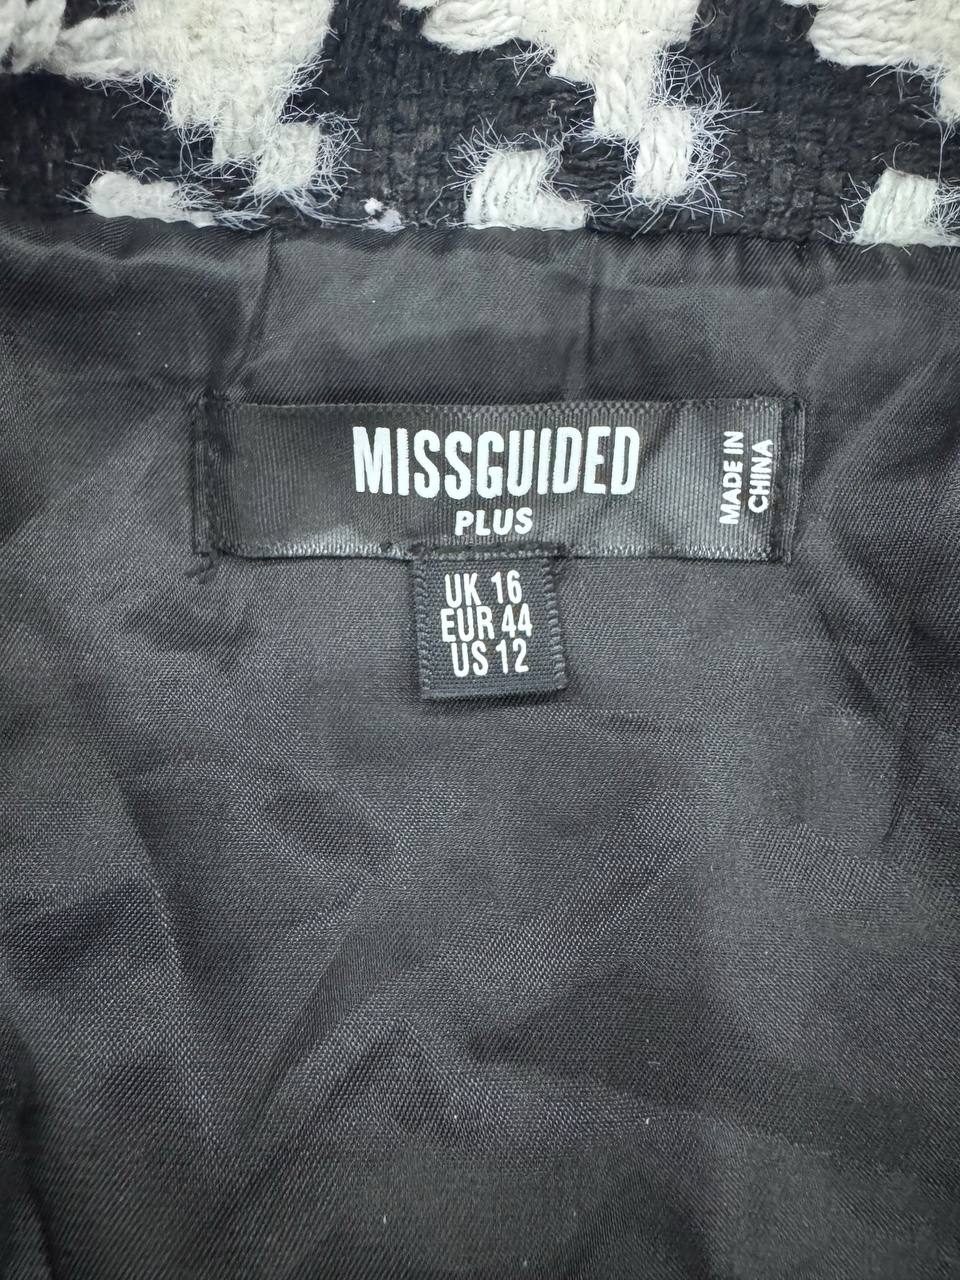 MISSGUIDED
PLUS
MADE IN
CHINA
UK 16
EUR 44
US 12